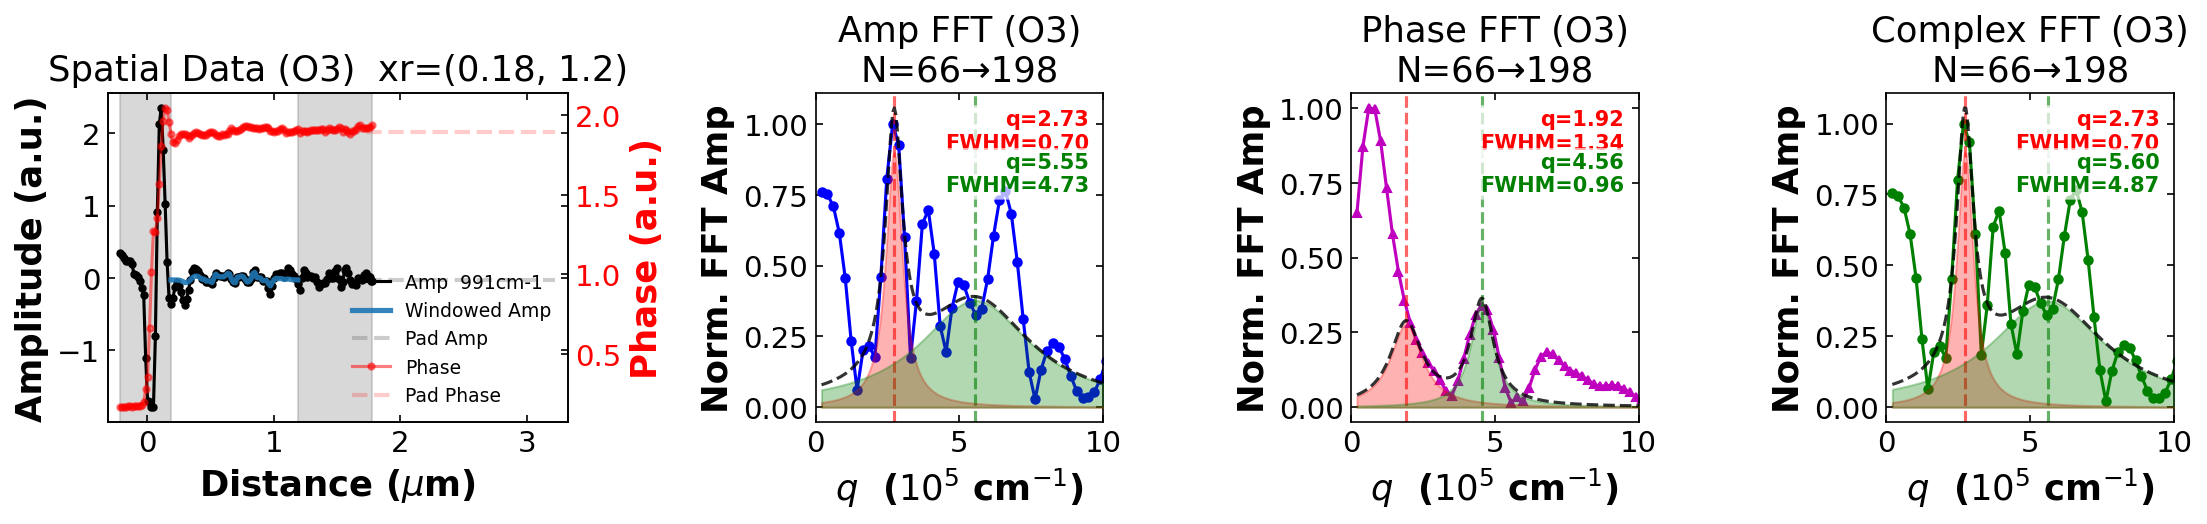 Spatial Data (O3)  xr=(0.18, 1.2)
Amplitude (a.u.)
2
1
0
−1
2.0
1.5
1.0
0.5
Phase (a.u.)
Amp  991cm-1
Windowed Amp
Pad Amp
Phase
Pad Phase
0
1
2
3
Distance (μm)
Amp FFT (O3)
N=66→198
Norm. FFT Amp
1.00
0.75
0.50
0.25
0.00
q=2.73
FWHM=0.70
q=5.55
FWHM=4.73
0
5
10
q (10⁵ cm⁻¹)
Phase FFT (O3)
N=66→198
Norm. FFT Amp
1.00
0.75
0.50
0.25
0.00
q=1.92
FWHM=1.34
q=4.56
FWHM=0.96
0
5
10
q (10⁵ cm⁻¹)
Complex FFT (O3)
N=66→198
Norm. FFT Amp
1.00
0.75
0.50
0.25
0.00
q=2.73
FWHM=0.70
q=5.60
FWHM=4.87
0
5
10
q (10⁵ cm⁻¹)